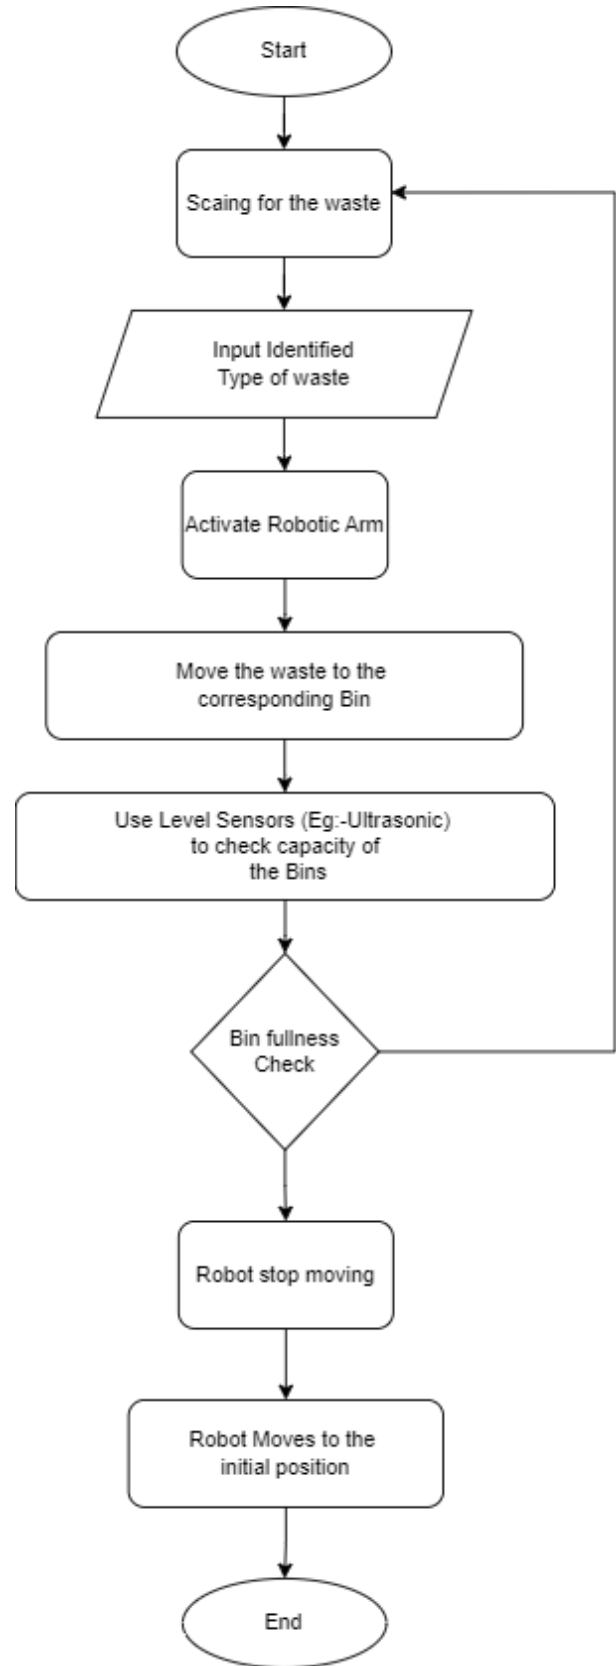 Start
Scaing for the waste
Input Identified
Type of waste
Activate Robotic Arm
Move the waste to the
corresponding Bin
Use Level Sensors (Eg:-Ultrasonic)
to check capacity of
the Bins
Bin fullness
Check
Robot stop moving
Robot Moves to the
initial position
End